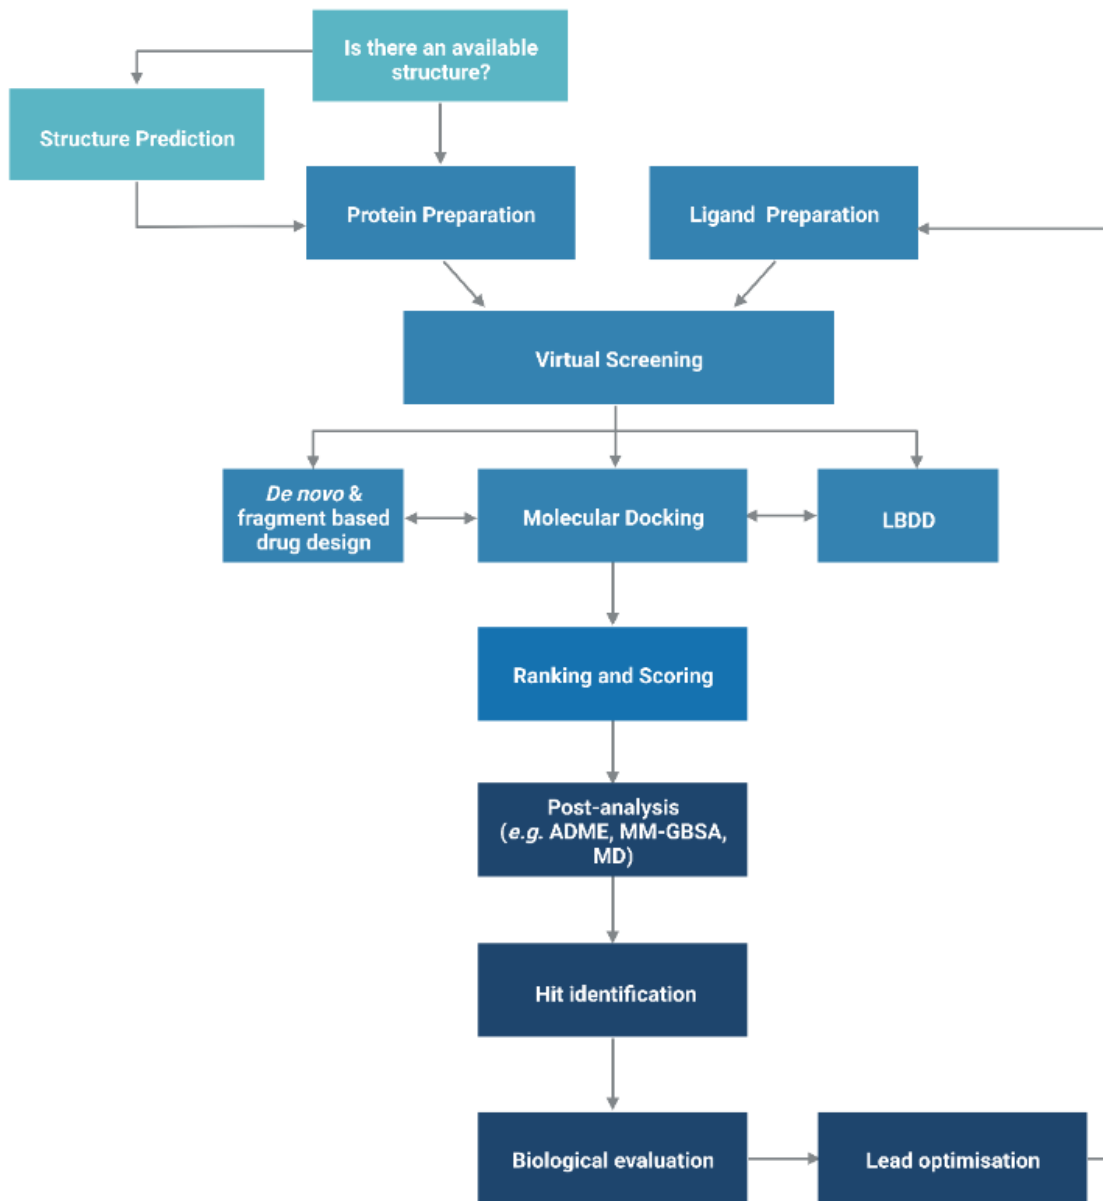 Is there an available
structure?
Structure Prediction
Protein Preparation
Ligand Preparation
Virtual Screening
De novo &
fragment based
drug design
Molecular Docking
LBDD
Ranking and Scoring
Post-analysis
(e.g. ADME, MM-GBSA,
MD)
Hit identification
Biological evaluation
Lead optimisation